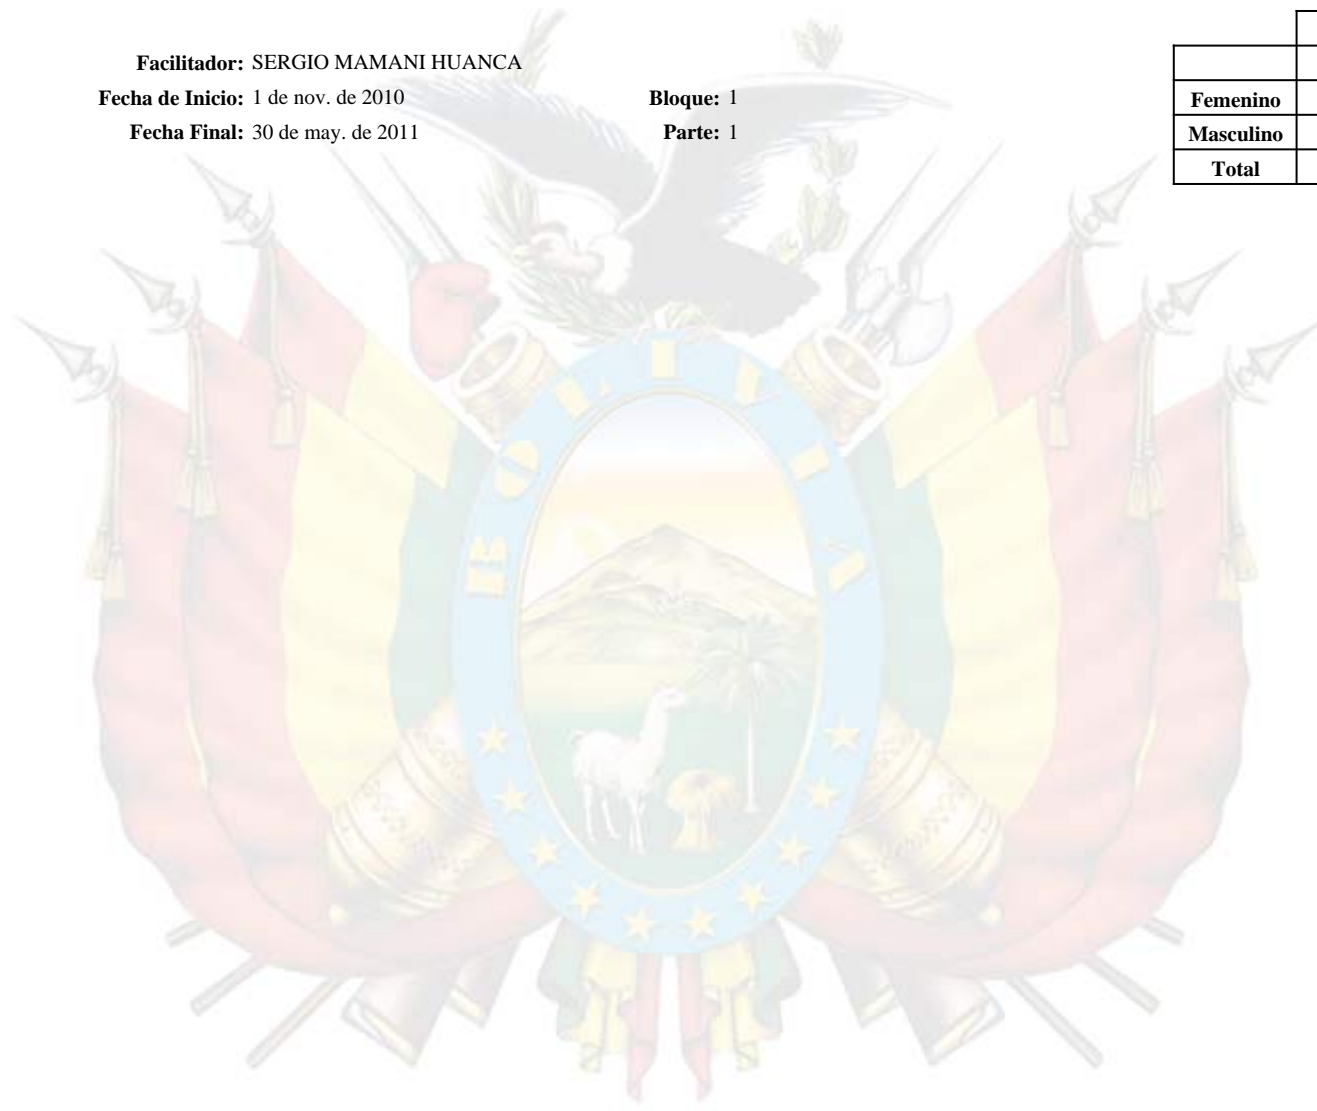 Facilitador: SERGIO MAMANI HUANCA
Fecha de Inicio: 1 de nov. de 2010 Bloque: 1
Fecha Final: 30 de may. de 2011 Parte: 1
Femenino
Masculino
Total
BOLIVIA